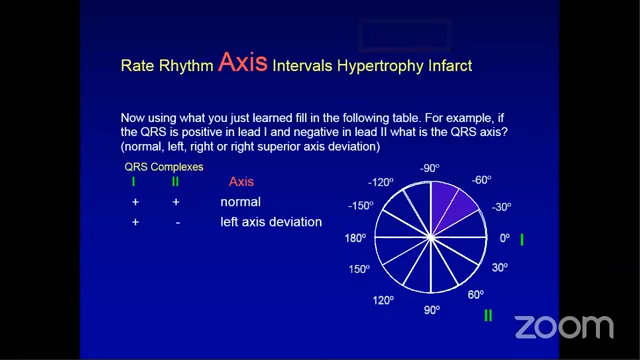 Rate Rhythm Axis Intervals Hypertrophy Infarct
Now using what you just learned fill in the following table. For example, if
the QRS is positive in lead I and negative in lead II what is the QRS axis?
(normal, left, right or right superior axis deviation)
QRS Complexes
I II Axis
+ + normal
+ - left axis deviation
-90º
-120º -60º
-150º -30º
180º 0º I
150º 30º
120º 60º
90º II
zoom